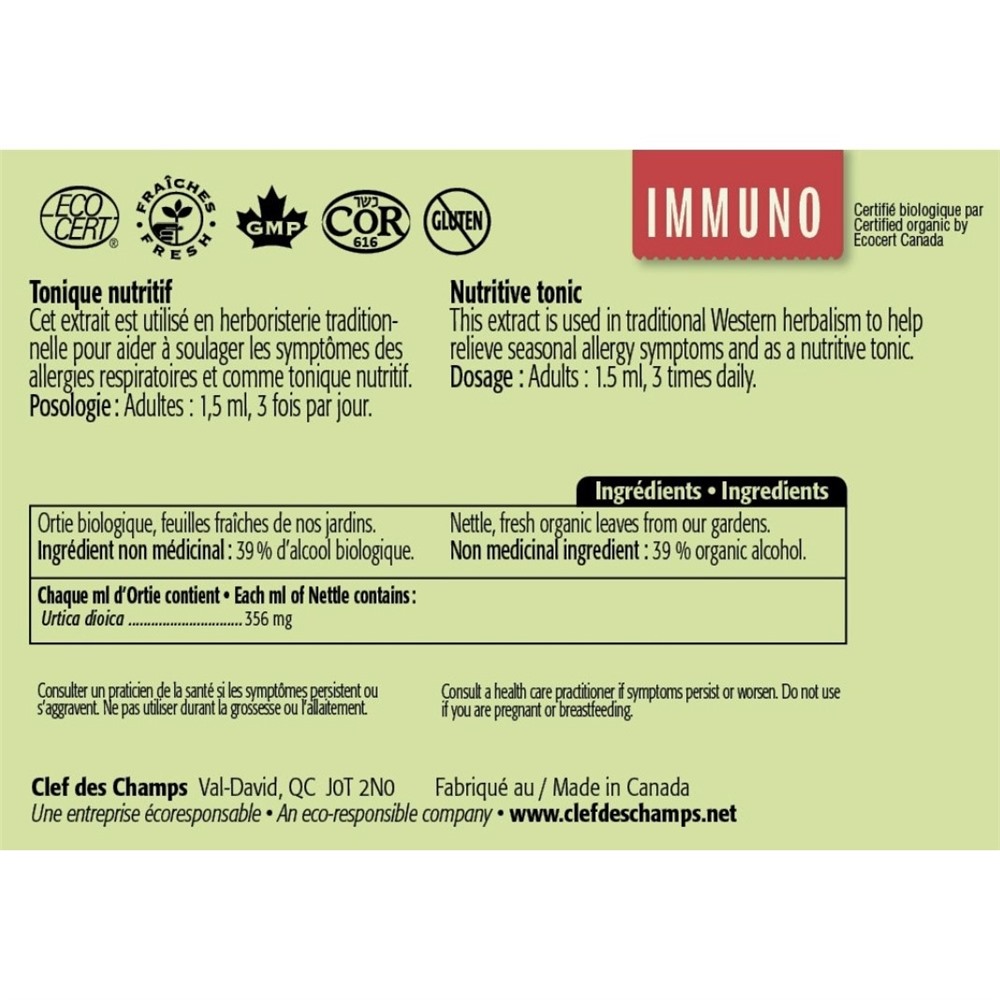 ECO
CERT
®
FRAÎCHES
• FRESH •
GMP
כשר
COR
616
GLUTEN
IMMUNO
Certifié biologique par
Certified organic by
Ecocert Canada
Tonique nutritif
Cet extrait est utilisé en herboristerie tradition-
nelle pour aider à soulager les symptômes des
allergies respiratoires et comme tonique nutritif.
Posologie : Adultes : 1,5 ml, 3 fois par jour.
Nutritive tonic
This extract is used in traditional Western herbalism to help
relieve seasonal allergy symptoms and as a nutritive tonic.
Dosage : Adults : 1.5 ml, 3 times daily.
Ingrédients • Ingredients
Ortie biologique, feuilles fraîches de nos jardins.
Ingrédient non médicinal : 39 % d'alcool biologique.
Nettle, fresh organic leaves from our gardens.
Non medicinal ingredient : 39 % organic alcohol.
Chaque ml d'Ortie contient • Each ml of Nettle contains :
Urtica dioica .............................. 356 mg
Consulter un praticien de la santé si les symptômes persistent ou
s'aggravent. Ne pas utiliser durant la grossesse ou l'allaitement.
Consult a health care practitioner if symptoms persist or worsen. Do not use
if you are pregnant or breastfeeding.
Clef des Champs Val-David, QC J0T 2N0 Fabriqué au / Made in Canada
Une entreprise écoresponsable • An eco-responsible company • www.clefdeschamps.net